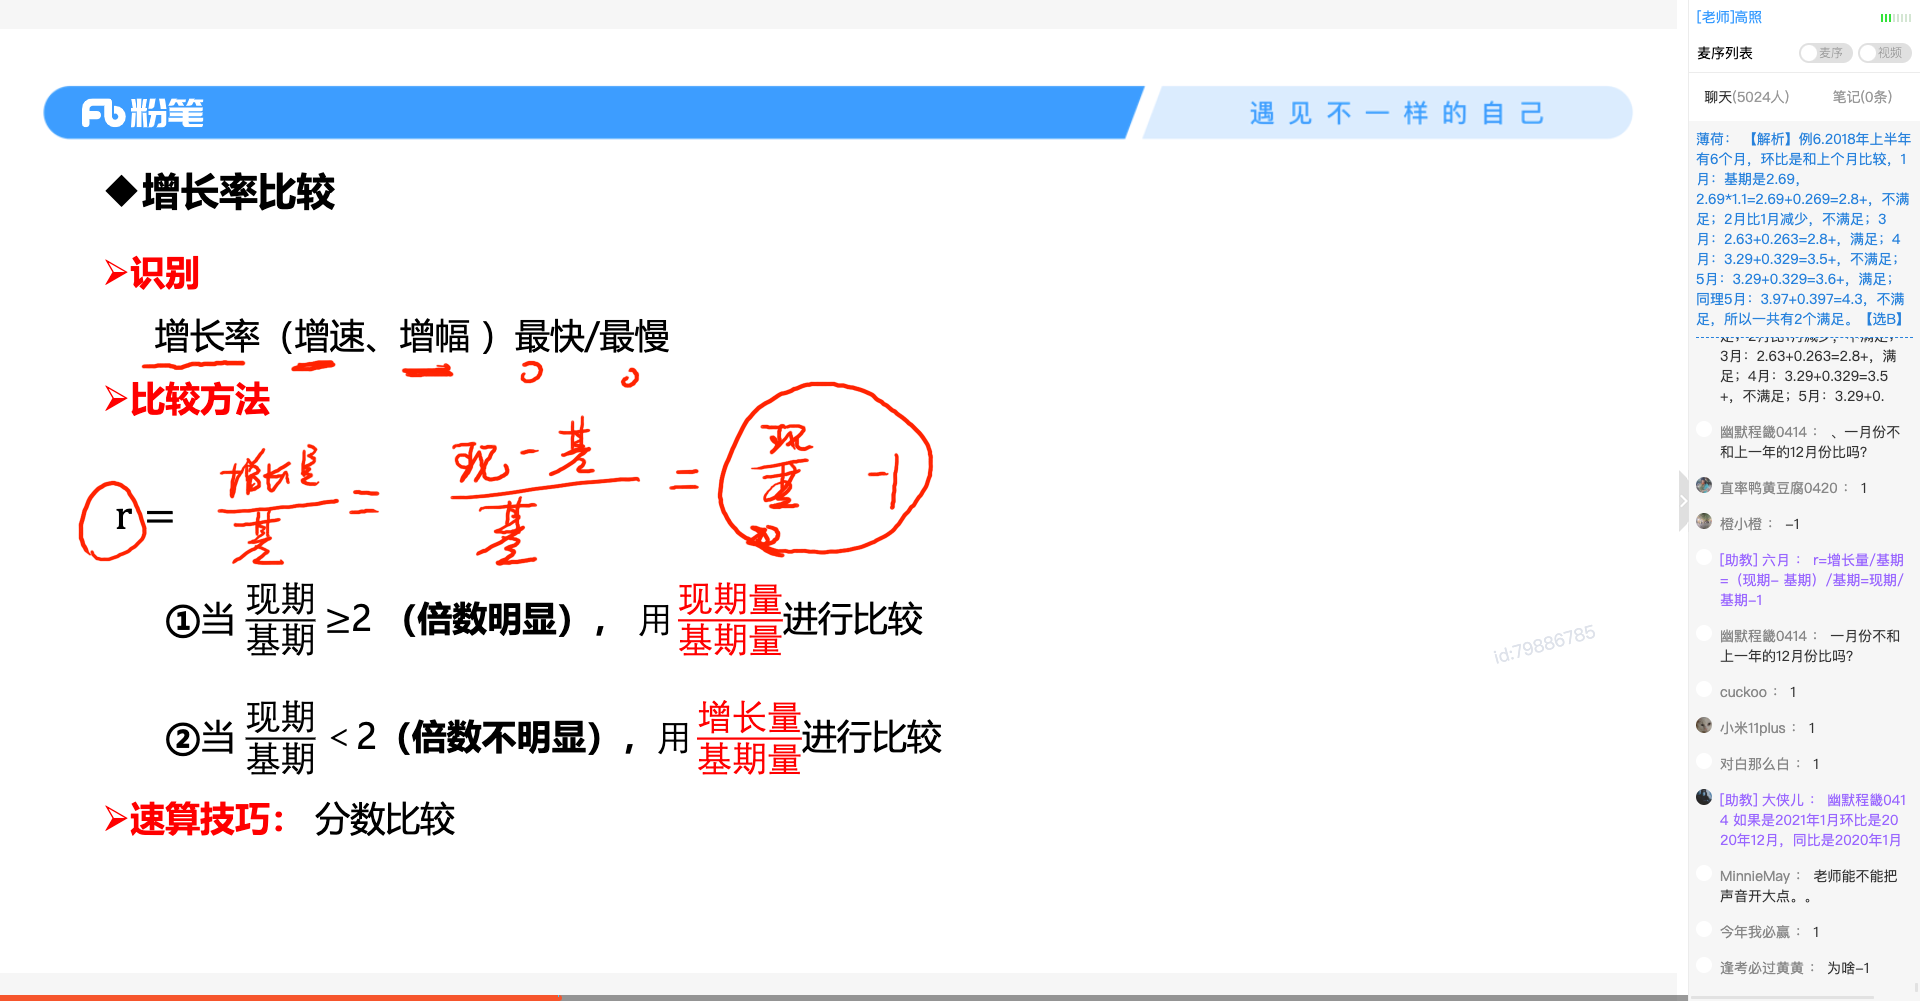 粉笔
遇见不一样的自己
◆增长率比较
➢识别
增长率（增速、增幅 ）最快/最慢
➢比较方法
r = 增长量/基 = 现-基/基 = 现/基 -1
①当 现期/基期 ≥2 （倍数明显）， 用 现期量/基期量 进行比较
②当 现期/基期 < 2（倍数不明显），用 增长量/基期量 进行比较
➢速算技巧： 分数比较
id:79886785
[老师]高照
麦序列表
麦序
视频
聊天(5024人)
笔记(0条)
薄荷： 【解析】例6.2018年上半年
有6个月，环比是和上个月比较，1
月：基期是2.69，
2.69*1.1=2.69+0.269=2.8+，不满
足；2月比1月减少，不满足；3
月：2.63+0.263=2.8+，满足；4
月：3.29+0.329=3.5+，不满足；
5月：3.29+0.329=3.6+，满足；
同理5月：3.97+0.397=4.3，不满
足，所以一共有2个满足。【选B】
足；2月比1月减少，不满足；
3月：2.63+0.263=2.8+，满
足；4月：3.29+0.329=3.5
+，不满足；5月：3.29+0.
幽默程畿0414： 、一月份不
和上一年的12月份比吗?
直率鸭黄豆腐0420： 1
橙小橙： -1
[助教] 六月： r=增长量/基期
=（现期- 基期）/基期=现期/
基期-1
幽默程畿0414： 一月份不和
上一年的12月份比吗?
cuckoo： 1
小米11plus： 1
对白那么白： 1
[助教] 大侠儿： 幽默程畿041
4 如果是2021年1月环比是20
20年12月，同比是2020年1月
MinnieMay： 老师能不能把
声音开大点。。
今年我必赢： 1
逢考必过黄黄： 为啥-1